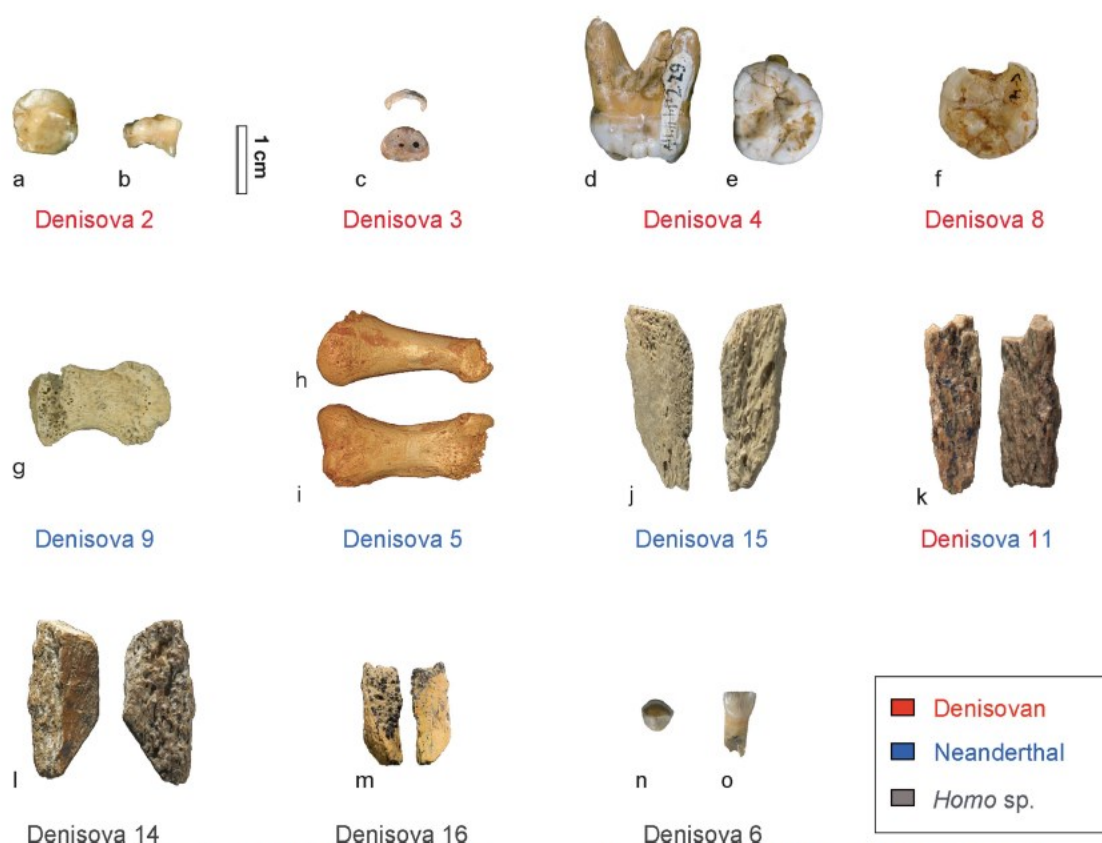 a
b
1 cm
c
d
e
f
Denisova 2
Denisova 3
Denisova 4
Denisova 8
g
h
i
j
k
Denisova 9
Denisova 5
Denisova 15
Denisova 11
l
m
n
o
Denisova 14
Denisova 16
Denisova 6
Denisovan
Neanderthal
Homo sp.